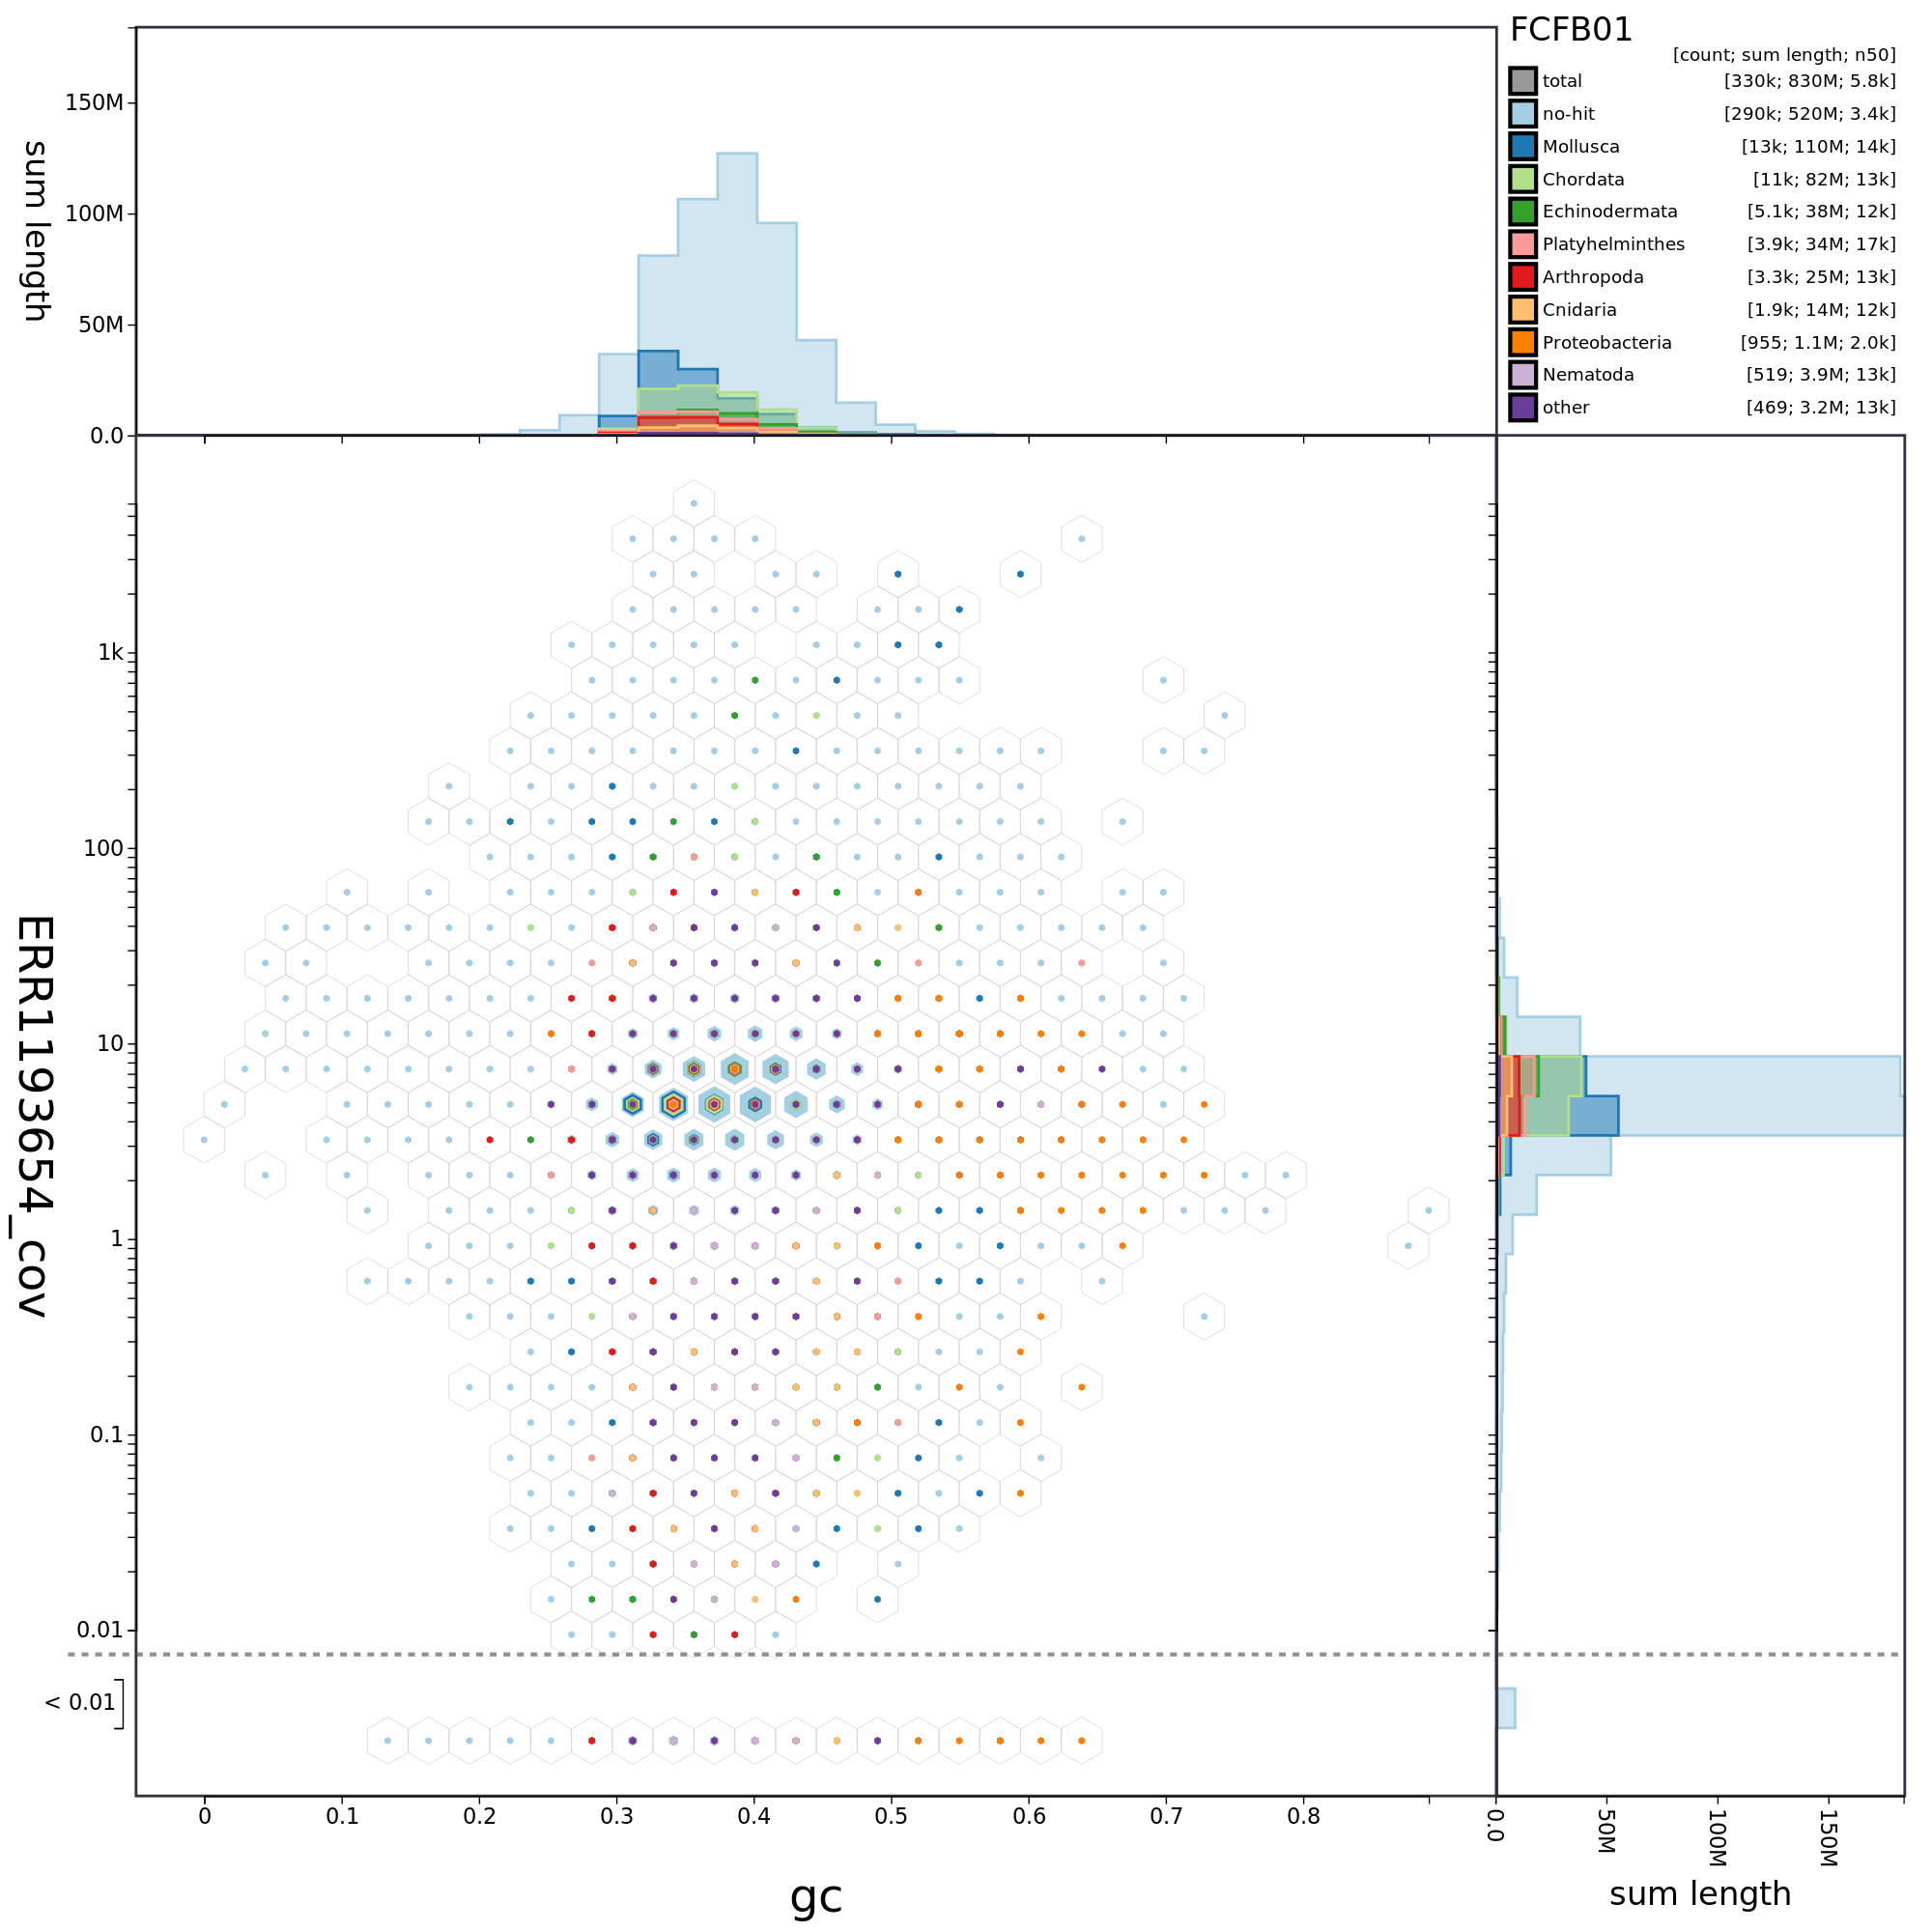 FCFB01
[count; sum length; n50]
total [330k; 830M; 5.8k]
no-hit [290k; 520M; 3.4k]
Mollusca [13k; 110M; 14k]
Chordata [11k; 82M; 13k]
Echinodermata [5.1k; 38M; 12k]
Platyhelminthes [3.9k; 34M; 17k]
Arthropoda [3.3k; 25M; 13k]
Cnidaria [1.9k; 14M; 12k]
Proteobacteria [955; 1.1M; 2.0k]
Nematoda [519; 3.9M; 13k]
other [469; 3.2M; 13k]
sum length
150M
100M
50M
0.0
ERR1193654_cov
1k
100
10
1
0.1
0.01
< 0.01
0 0.1 0.2 0.3 0.4 0.5 0.6 0.7 0.8
gc
0.0 50M 100M 150M
sum length